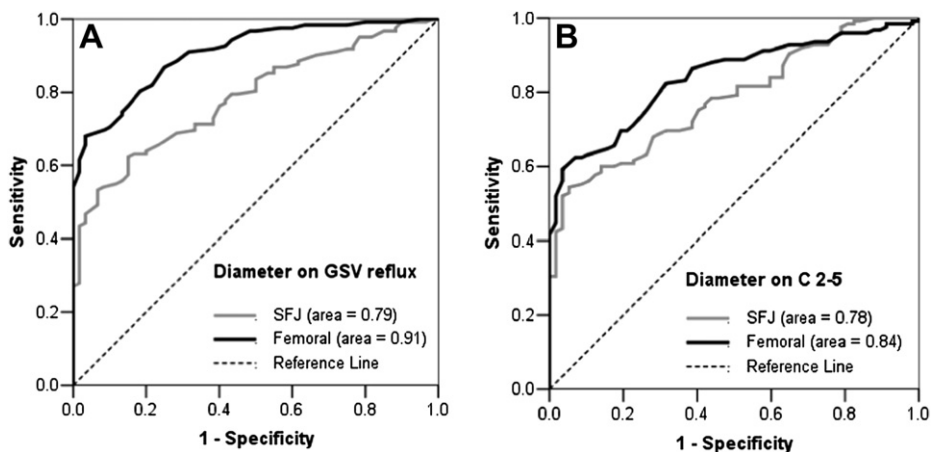 A
1.0
0.8
0.6
0.4
0.2
0.0
Sensitivity
Diameter on GSV reflux
SFJ (area = 0.79)
Femoral (area = 0.91)
Reference Line
0.0 0.2 0.4 0.6 0.8 1.0
1 - Specificity
B
1.0
0.8
0.6
0.4
0.2
0.0
Sensitivity
Diameter on C 2-5
SFJ (area = 0.78)
Femoral (area = 0.84)
Reference Line
0.0 0.2 0.4 0.6 0.8 1.0
1 - Specificity